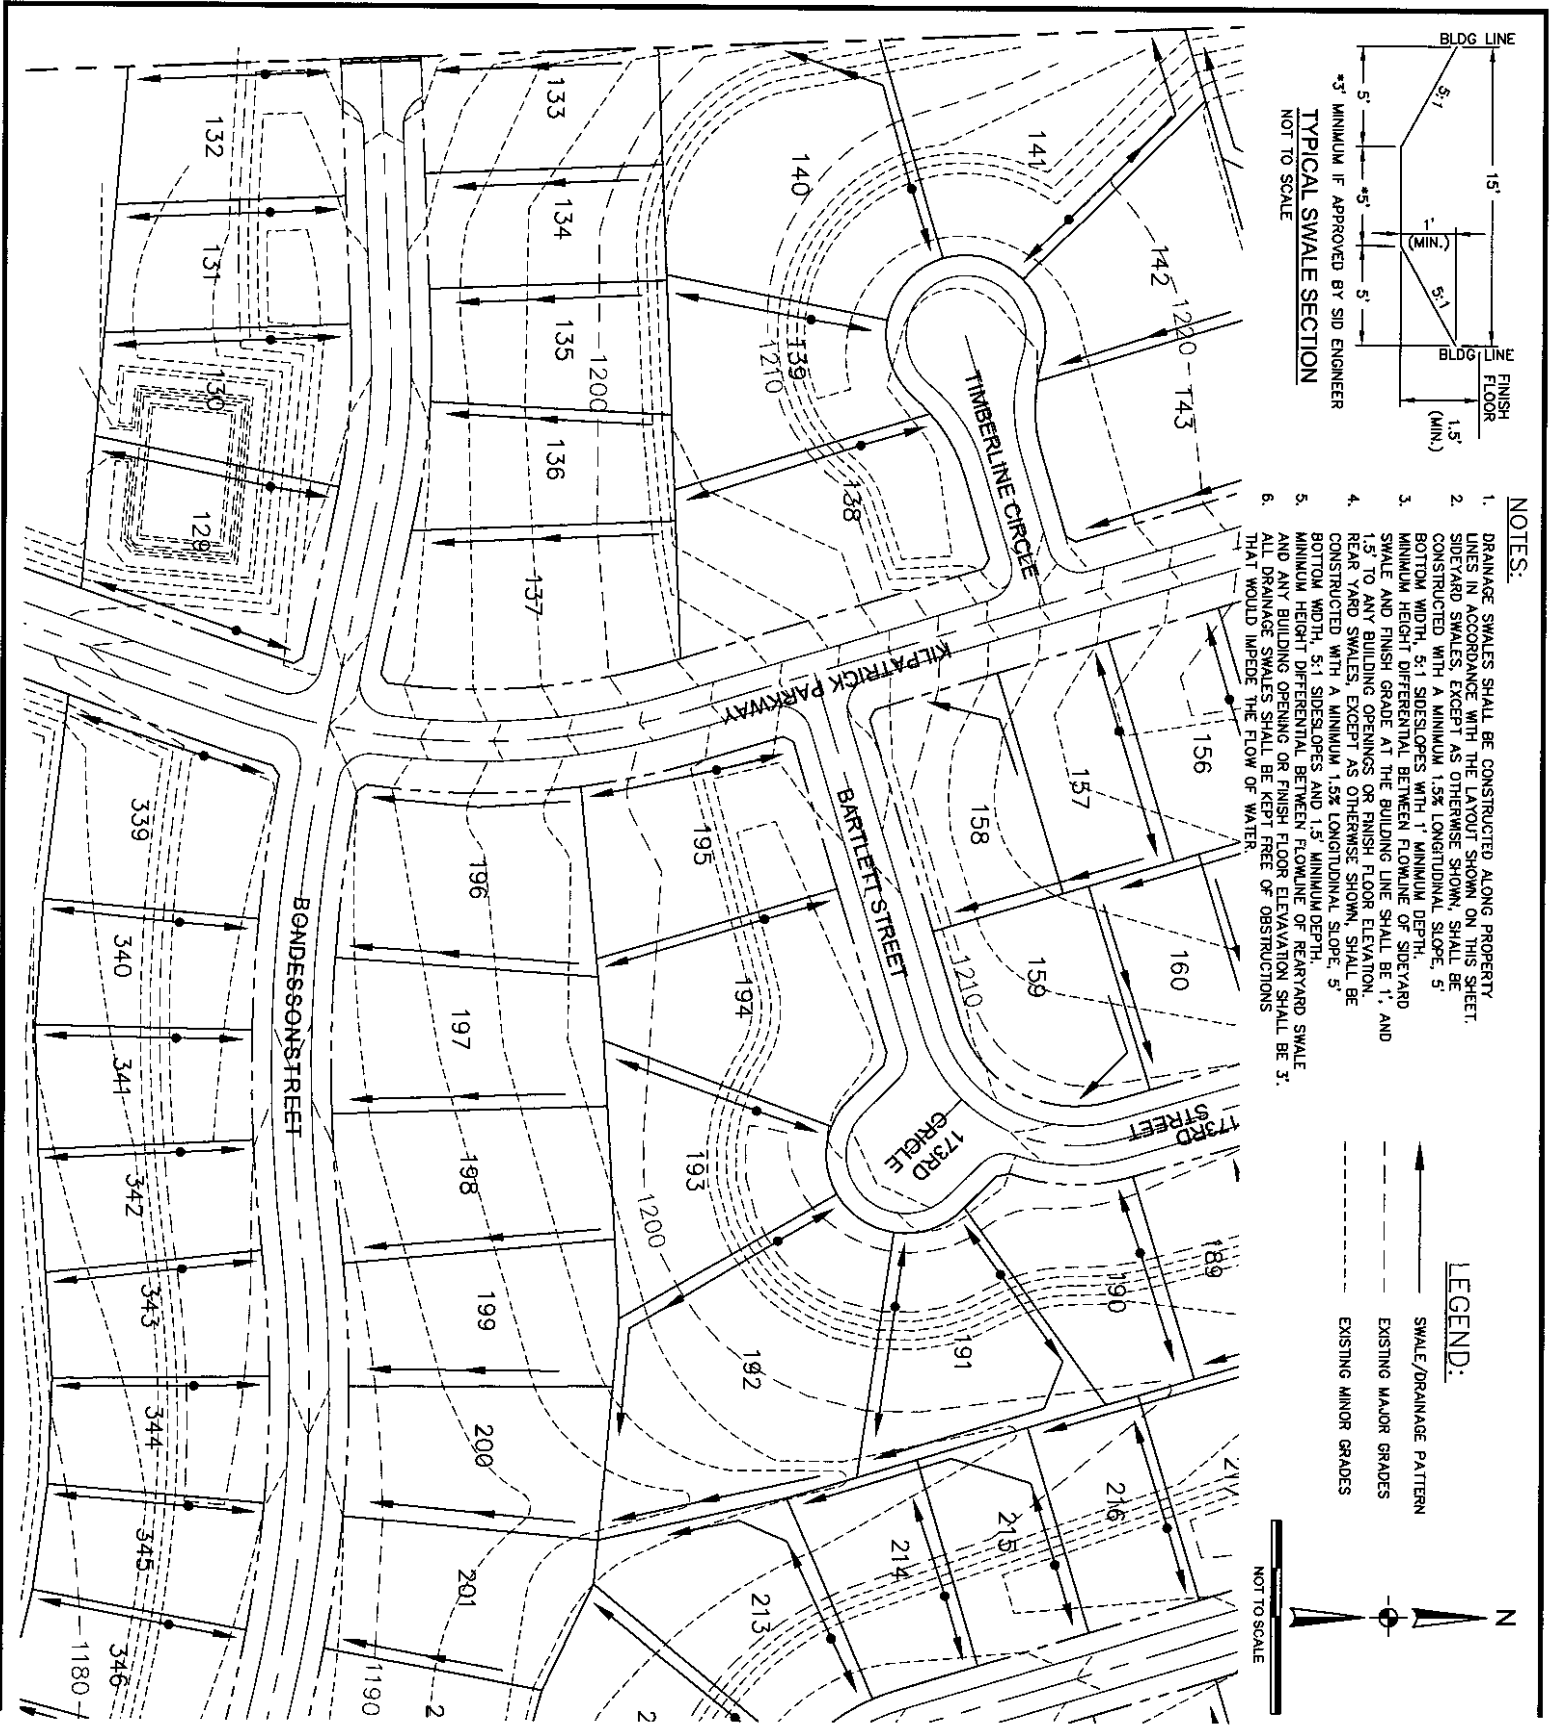 BLDG LINE
5:1
15'
5'
*5'
5'
1'
(MIN.)
5:1
BLDG LINE
FINISH
FLOOR
1.5'
(MIN.)
*3' MINIMUM IF APPROVED BY SID ENGINEER
TYPICAL SWALE SECTION
NOT TO SCALE
NOTES:
1. DRAINAGE SWALES SHALL BE CONSTRUCTED ALONG PROPERTY
LINES IN ACCORDANCE WITH THE LAYOUT SHOWN ON THIS SHEET.
2. SIDEYARD SWALES, EXCEPT AS OTHERWISE SHOWN, SHALL BE
CONSTRUCTED WITH A MINIMUM 1.5% LONGITUDINAL SLOPE, 5'
BOTTOM WIDTH, 5:1 SIDESLOPES WITH 1' MINIMUM DEPTH.
3. MINIMUM HEIGHT DIFFERENTIAL BETWEEN FLOWLINE OF SIDEYARD
SWALE AND FINISH GRADE AT THE BUILDING LINE SHALL BE 1', AND
1.5' TO ANY BUILDING OPENINGS OR FINISH FLOOR ELEVATION.
4. REAR YARD SWALES, EXCEPT AS OTHERWISE SHOWN, SHALL BE
CONSTRUCTED WITH A MINIMUM 1.5% LONGITUDINAL SLOPE, 5'
BOTTOM WIDTH, 5:1 SIDESLOPES AND 1.5' MINIMUM DEPTH.
5. MINIMUM HEIGHT DIFFERENTIAL BETWEEN FLOWLINE OF REARYARD SWALE
AND ANY BUILDING OPENING OR FINISH FLOOR ELEVAVATION SHALL BE 3'.
6. ALL DRAINAGE SWALES SHALL BE KEPT FREE OF OBSTRUCTIONS
THAT WOULD IMPEDE THE FLOW OF WATER.
LEGEND:
SWALE/DRAINAGE PATTERN
EXISTING MAJOR GRADES
EXISTING MINOR GRADES
N
NOT TO SCALE
141
142
1220
143
140
139
1210
138
TIMBERLINE CIRCLE
133
134
135
1200
136
137
132
131
130
129
KILPATRICK PARKWAY
156
157
158
159
160
1210
BARTLETT STREET
173RD
STREET
173RD
CRICLE
195
194
193
1200
192
191
190
189
196
197
198
199
200
201
BONDESSON STREET
339
340
341
342
343
344
345
346
1180
1190
2
213
214
215
216
2